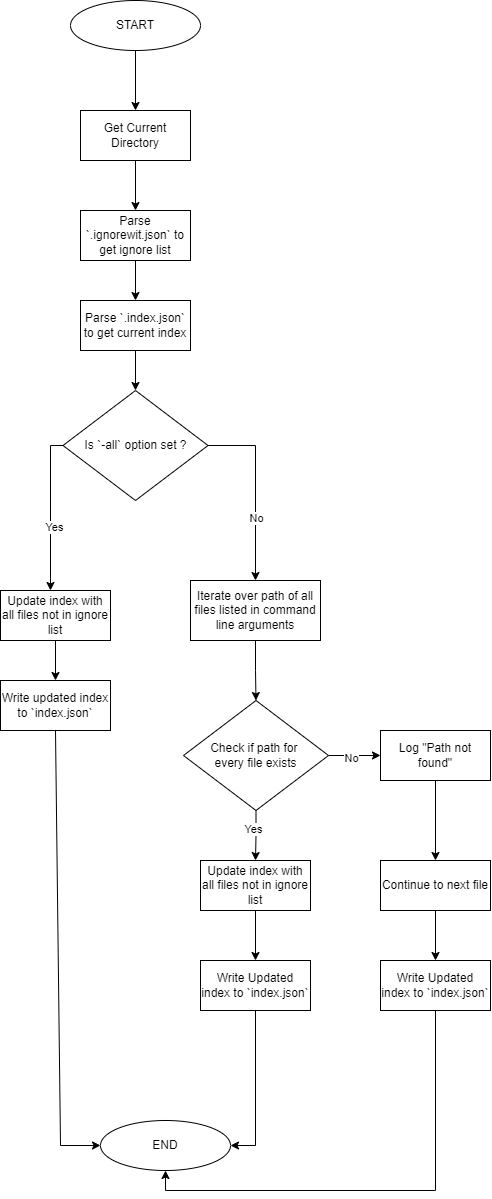 START
Get Current
Directory
Parse
`.ignorewit.json` to
get ignore list
Parse `.index.json`
to get current index
Is `-all` option set ?
Yes
No
Update index with
all files not in ignore
list
Iterate over path of all
files listed in command
line arguments
Write updated index
to `index.json`
Check if path for
every file exists
No
Log "Path not
found"
Yes
Update index with
all files not in ignore
list
Continue to next file
Write Updated
index to `index.json`
Write Updated
index to `index.json`
END